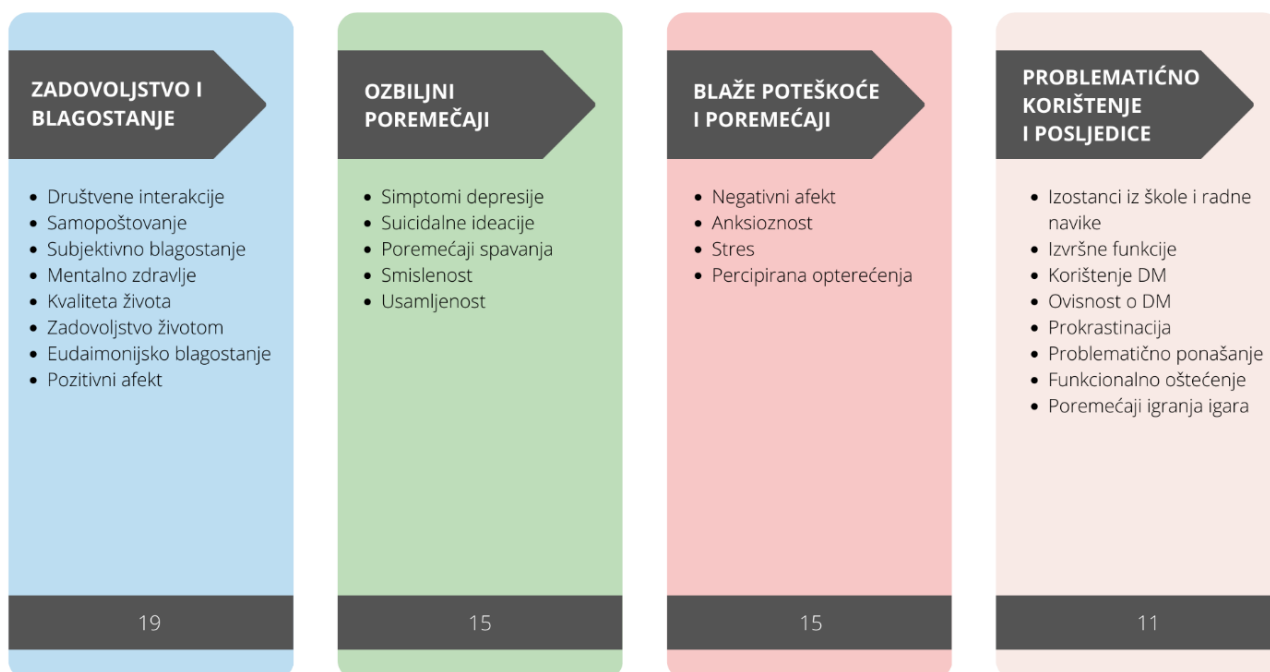 ZADOVOLJSTVO I
BLAGOSTANJE
• Društvene interakcije
• Samopoštovanje
• Subjektivno blagostanje
• Mentalno zdravlje
• Kvaliteta života
• Zadovoljstvo životom
• Eudaimonijsko blagostanje
• Pozitivni afekt
19
OZBILJNI
POREMEČAJI
• Simptomi depresije
• Suicidalne ideacije
• Poremećaji spavanja
• Smislenost
• Usamljenost
15
BLAŽE POTEŠKOĆE
I POREMEĆAJI
• Negativni afekt
• Anksioznost
• Stres
• Percipirana opterećenja
15
PROBLEMATIĆNO
KORIŠTENJE
I POSLJEDICE
• Izostanci iz škole i radne
navike
• Izvršne funkcije
• Korištenje DM
• Ovisnost o DM
• Prokrastinacija
• Problematično ponašanje
• Funkcionalno oštećenje
• Poremećaji igranja igara
11